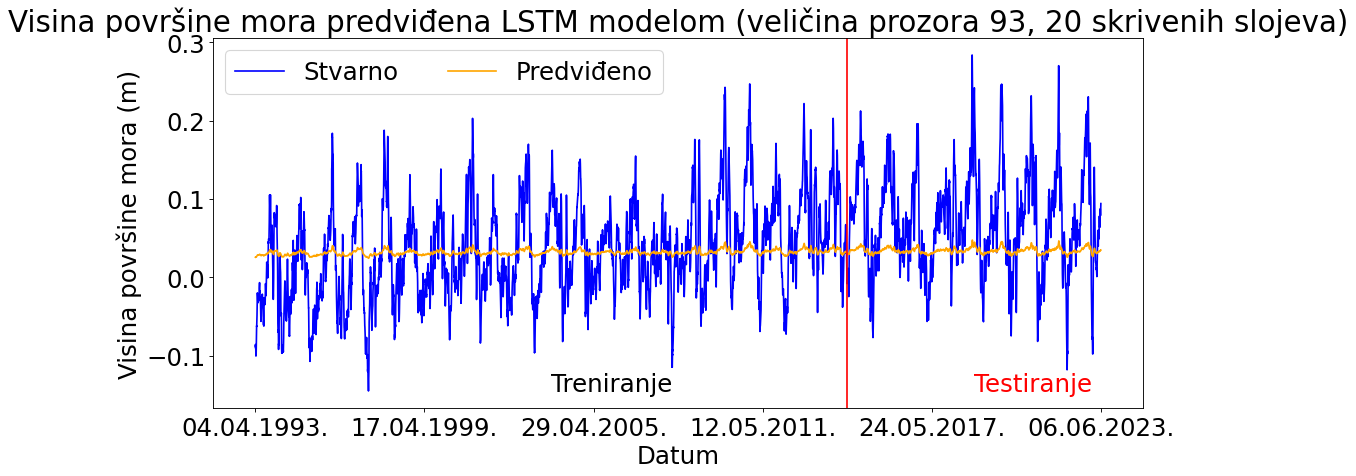 Visina površine mora predviđena LSTM modelom (veličina prozora 93, 20 skrivenih slojeva)
Stvarno
Predviđeno
Visina površine mora (m)
0.3
0.2
0.1
0.0
−0.1
Treniranje
Testiranje
04.04.1993.
17.04.1999.
29.04.2005.
12.05.2011.
24.05.2017.
06.06.2023.
Datum